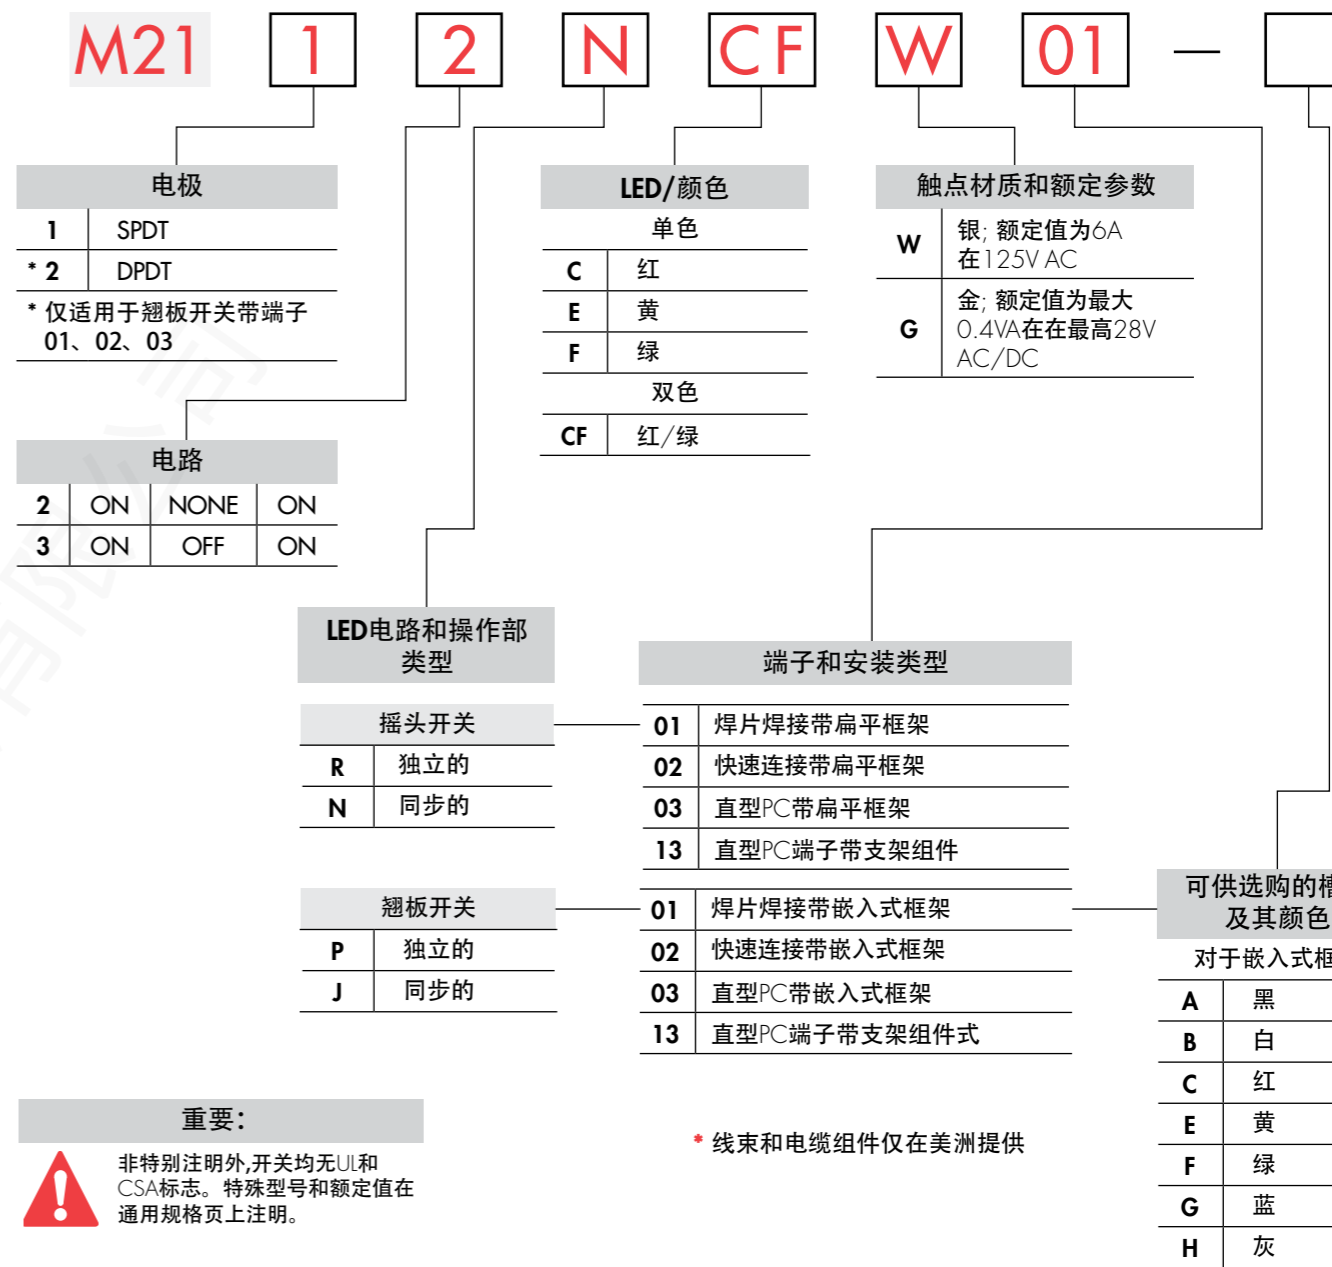 M21 1 2 N CF W 01 —
电极
1 SPDT
* 2 DPDT
* 仅适用于翘板开关带端子
01、02、03
电路
2 ON NONE ON
3 ON OFF ON
LED/颜色
单色
C 红
E 黄
F 绿
双色
CF 红/绿
触点材质和额定参数
W 银; 额定值为6A
在125V AC
G 金; 额定值为最大
0.4VA在在最高28V
AC/DC
LED电路和操作部
类型
摇头开关
R 独立的
N 同步的
翘板开关
P 独立的
J 同步的
端子和安装类型
01 焊片焊接带扁平框架
02 快速连接带扁平框架
03 直型PC带扁平框架
13 直型PC端子带支架组件
01 焊片焊接带嵌入式框架
02 快速连接带嵌入式框架
03 直型PC带嵌入式框架
13 直型PC端子带支架组件式
可供选购的
及其颜色
对于嵌入式
A 黑
B 白
C 红
E 黄
F 绿
G 蓝
H 灰
重要：
非特别注明外,开关均无UL和
CSA标志。特殊型号和额定值在
通用规格页上注明。
* 线束和电缆组件仅在美洲提供
有限公司